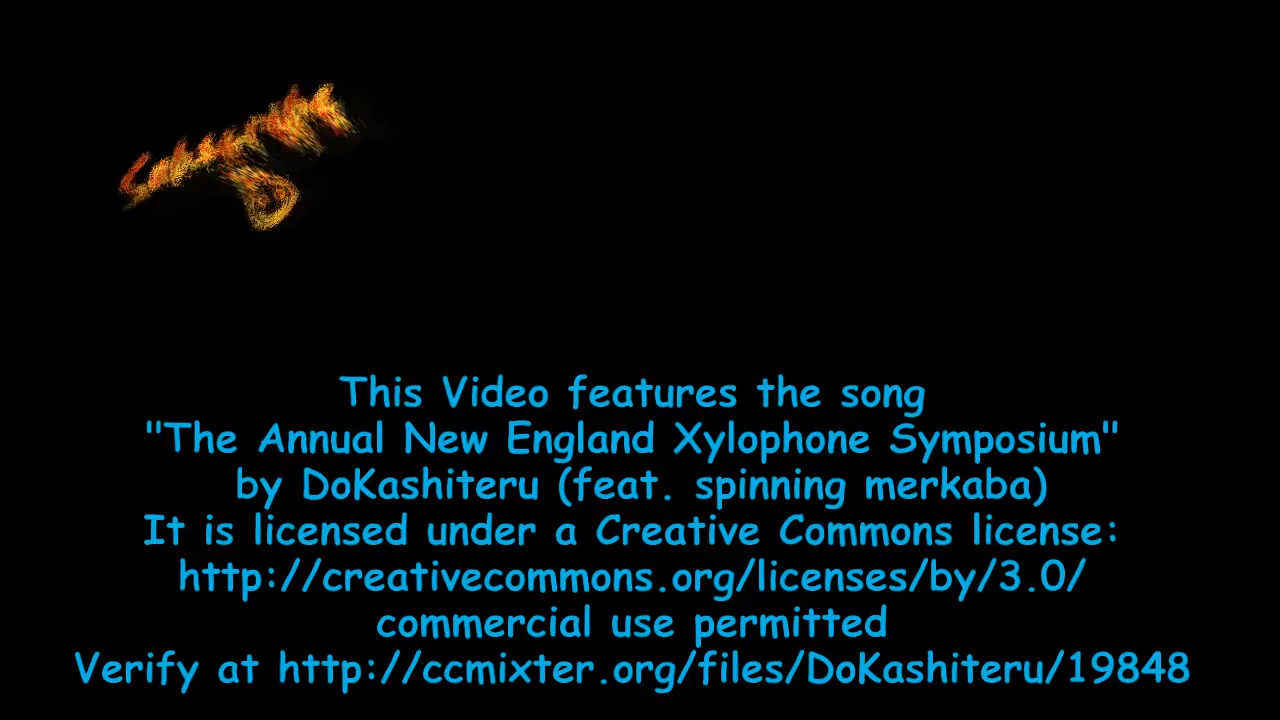 This Video features the song
"The Annual New England Xylophone Symposium"
by DoKashiteru (feat. spinning merkaba)
It is licensed under a Creative Commons license:
http://creativecommons.org/licenses/by/3.0/
commercial use permitted
Verify at http://ccmixter.org/files/DoKashiteru/19848